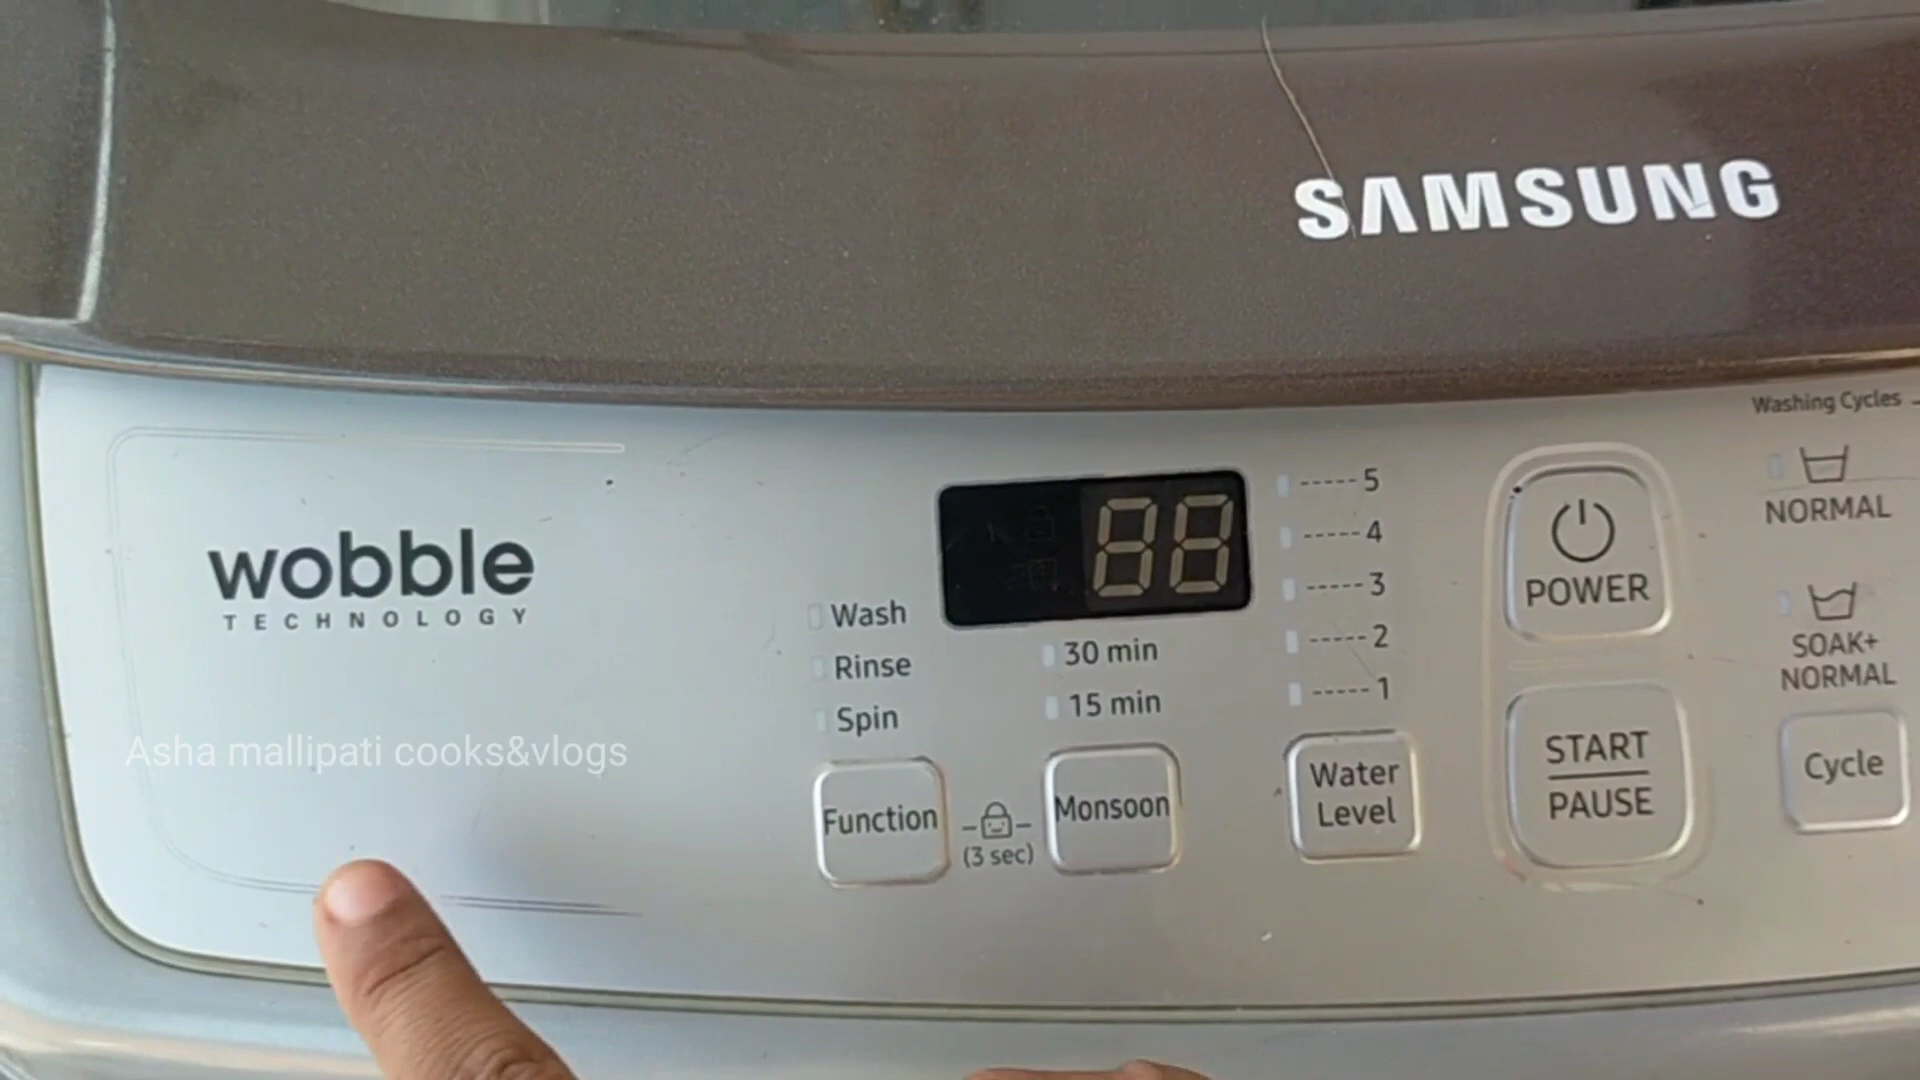 SAMSUNG
Washing Cycles
wobble
TECHNOLOGY
88
Wash
Rinse
Spin
30 min
15 min
5
4
3
2
1
POWER
START
PAUSE
NORMAL
SOAK+
NORMAL
Function
(3 sec)
Monsoon
Water
Level
Cycle
Asha mallipati cooks&vlogs